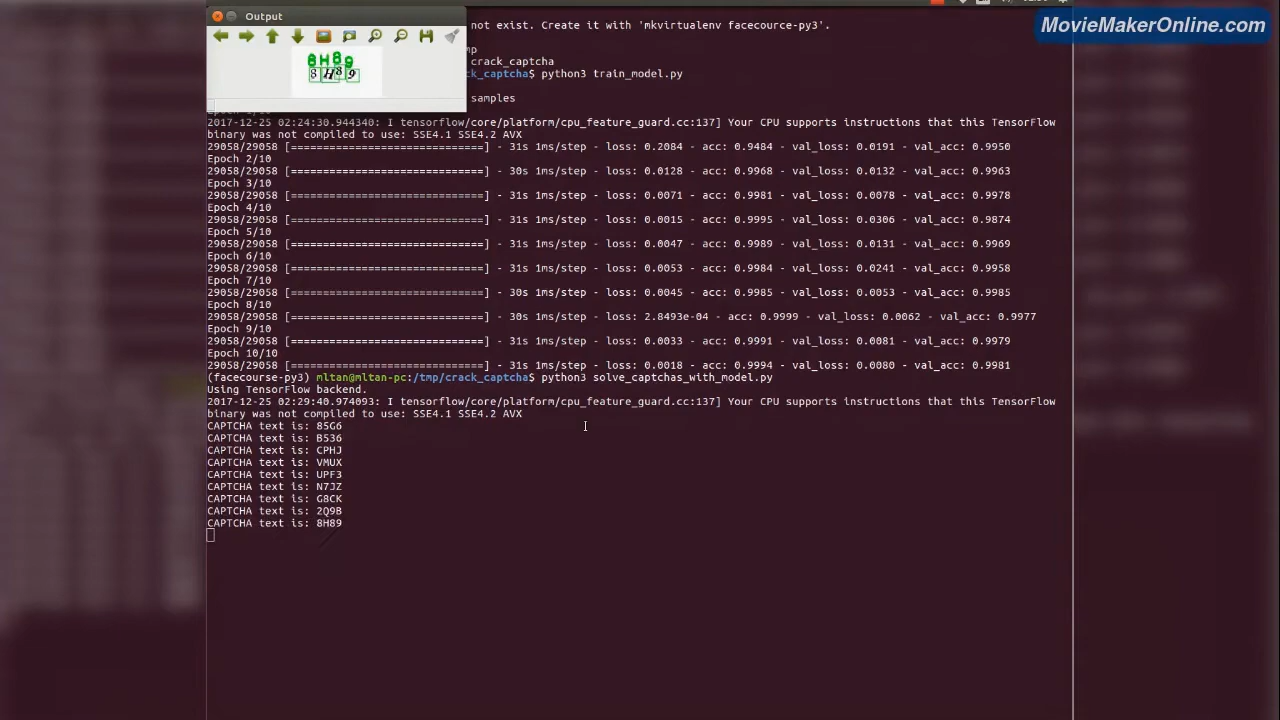 Output
MovieMakerOnline.com
not exist. Create it with 'mkvirtualenv facecource-py3'.
mp
crack_captcha
ck_captcha$ python3 train_model.py
samples
8H89
8H89
2017-12-25 02:24:30.944340: I tensorflow/core/platform/cpu_feature_guard.cc:137] Your CPU supports instructions that this TensorFlow
binary was not compiled to use: SSE4.1 SSE4.2 AVX
29058/29058 [==============================] - 31s 1ms/step - loss: 0.2084 - acc: 0.9484 - val_loss: 0.0191 - val_acc: 0.9950
Epoch 2/10
29058/29058 [==============================] - 30s 1ms/step - loss: 0.0128 - acc: 0.9968 - val_loss: 0.0132 - val_acc: 0.9963
Epoch 3/10
29058/29058 [==============================] - 31s 1ms/step - loss: 0.0071 - acc: 0.9981 - val_loss: 0.0078 - val_acc: 0.9978
Epoch 4/10
29058/29058 [==============================] - 31s 1ms/step - loss: 0.0015 - acc: 0.9995 - val_loss: 0.0306 - val_acc: 0.9874
Epoch 5/10
29058/29058 [==============================] - 31s 1ms/step - loss: 0.0047 - acc: 0.9989 - val_loss: 0.0131 - val_acc: 0.9969
Epoch 6/10
29058/29058 [==============================] - 31s 1ms/step - loss: 0.0053 - acc: 0.9984 - val_loss: 0.0241 - val_acc: 0.9958
Epoch 7/10
29058/29058 [==============================] - 30s 1ms/step - loss: 0.0045 - acc: 0.9985 - val_loss: 0.0053 - val_acc: 0.9985
Epoch 8/10
29058/29058 [==============================] - 30s 1ms/step - loss: 2.8493e-04 - acc: 0.9999 - val_loss: 0.0062 - val_acc: 0.9977
Epoch 9/10
29058/29058 [==============================] - 31s 1ms/step - loss: 0.0033 - acc: 0.9991 - val_loss: 0.0081 - val_acc: 0.9979
Epoch 10/10
29058/29058 [==============================] - 31s 1ms/step - loss: 0.0018 - acc: 0.9994 - val_loss: 0.0080 - val_acc: 0.9981
(facecourse-py3) mltan@mltan-pc:/tmp/crack_captcha$ python3 solve_captchas_with_model.py
Using TensorFlow backend.
2017-12-25 02:29:40.974093: I tensorflow/core/platform/cpu_feature_guard.cc:137] Your CPU supports instructions that this TensorFlow
binary was not compiled to use: SSE4.1 SSE4.2 AVX
CAPTCHA text is: 85G6
CAPTCHA text is: B536
CAPTCHA text is: CPHJ
CAPTCHA text is: VMUX
CAPTCHA text is: UPF3
CAPTCHA text is: N7JZ
CAPTCHA text is: G8CK
CAPTCHA text is: 2Q9B
CAPTCHA text is: 8H89